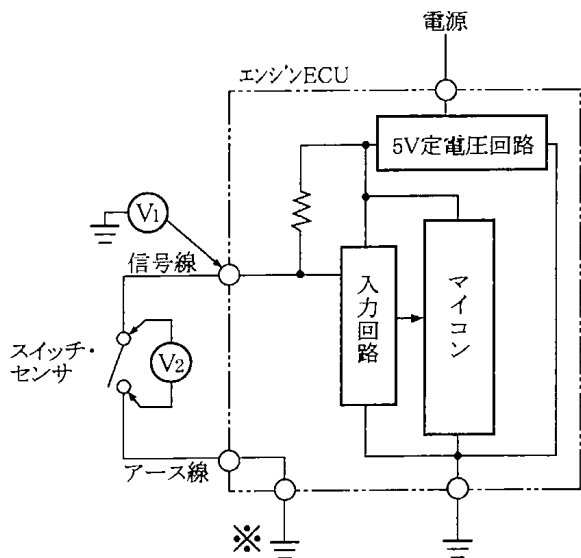 電源
エンジンECU
5V定電圧回路
V1
信号線
入力回路
マイコン
スイッチ・
センサ
V2
アース線
※